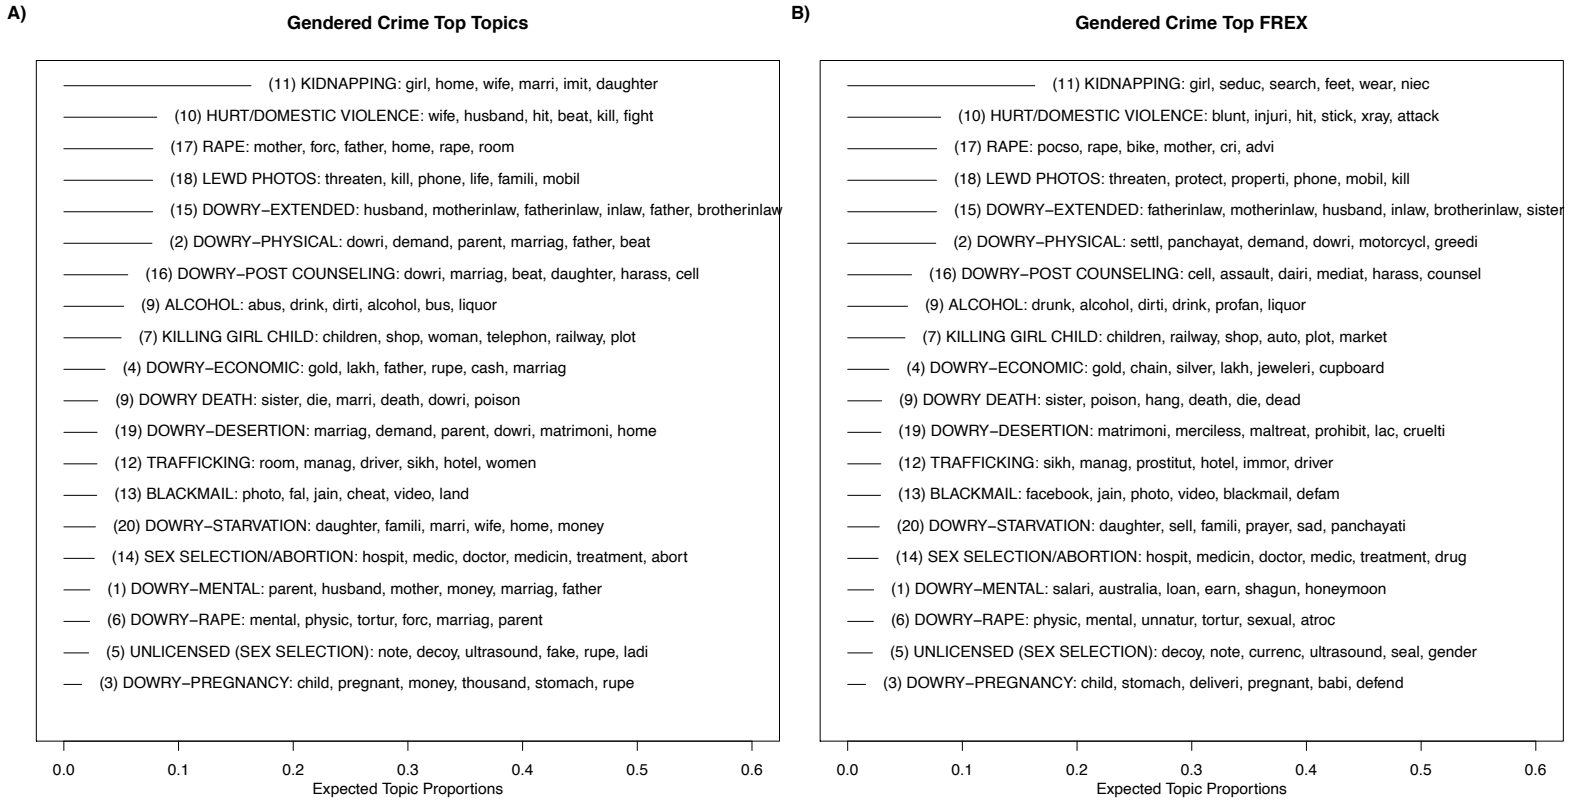 A)
Gendered Crime Top Topics
(11) KIDNAPPING: girl, home, wife, marri, imit, daughter
(10) HURT/DOMESTIC VIOLENCE: wife, husband, hit, beat, kill, fight
(17) RAPE: mother, forc, father, home, rape, room
(18) LEWD PHOTOS: threaten, kill, phone, life, famili, mobil
(15) DOWRY−EXTENDED: husband, motherinlaw, fatherinlaw, inlaw, father, brotherinlaw
(2) DOWRY−PHYSICAL: dowri, demand, parent, marriag, father, beat
(16) DOWRY−POST COUNSELING: dowri, marriag, beat, daughter, harass, cell
(9) ALCOHOL: abus, drink, dirti, alcohol, bus, liquor
(7) KILLING GIRL CHILD: children, shop, woman, telephon, railway, plot
(4) DOWRY−ECONOMIC: gold, lakh, father, rupe, cash, marriag
(9) DOWRY DEATH: sister, die, marri, death, dowri, poison
(19) DOWRY−DESERTION: marriag, demand, parent, dowri, matrimoni, home
(12) TRAFFICKING: room, manag, driver, sikh, hotel, women
(13) BLACKMAIL: photo, fal, jain, cheat, video, land
(20) DOWRY−STARVATION: daughter, famili, marri, wife, home, money
(14) SEX SELECTION/ABORTION: hospit, medic, doctor, medicin, treatment, abort
(1) DOWRY−MENTAL: parent, husband, mother, money, marriag, father
(6) DOWRY−RAPE: mental, physic, tortur, forc, marriag, parent
(5) UNLICENSED (SEX SELECTION): note, decoy, ultrasound, fake, rupe, ladi
(3) DOWRY−PREGNANCY: child, pregnant, money, thousand, stomach, rupe
0.0 0.1 0.2 0.3 0.4 0.5 0.6
Expected Topic Proportions
B)
Gendered Crime Top FREX
(11) KIDNAPPING: girl, seduc, search, feet, wear, niec
(10) HURT/DOMESTIC VIOLENCE: blunt, injuri, hit, stick, xray, attack
(17) RAPE: pocso, rape, bike, mother, cri, advi
(18) LEWD PHOTOS: threaten, protect, properti, phone, mobil, kill
(15) DOWRY−EXTENDED: fatherinlaw, motherinlaw, husband, inlaw, brotherinlaw, sister
(2) DOWRY−PHYSICAL: settl, panchayat, demand, dowri, motorcycl, greedi
(16) DOWRY−POST COUNSELING: cell, assault, dairi, mediat, harass, counsel
(9) ALCOHOL: drunk, alcohol, dirti, drink, profan, liquor
(7) KILLING GIRL CHILD: children, railway, shop, auto, plot, market
(4) DOWRY−ECONOMIC: gold, chain, silver, lakh, jeweleri, cupboard
(9) DOWRY DEATH: sister, poison, hang, death, die, dead
(19) DOWRY−DESERTION: matrimoni, merciless, maltreat, prohibit, lac, cruelti
(12) TRAFFICKING: sikh, manag, prostitut, hotel, immor, driver
(13) BLACKMAIL: facebook, jain, photo, video, blackmail, defam
(20) DOWRY−STARVATION: daughter, sell, famili, prayer, sad, panchayati
(14) SEX SELECTION/ABORTION: hospit, medicin, doctor, medic, treatment, drug
(1) DOWRY−MENTAL: salari, australia, loan, earn, shagun, honeymoon
(6) DOWRY−RAPE: physic, mental, unnatur, tortur, sexual, atroc
(5) UNLICENSED (SEX SELECTION): decoy, note, currenc, ultrasound, seal, gender
(3) DOWRY−PREGNANCY: child, stomach, deliveri, pregnant, babi, defend
0.0 0.1 0.2 0.3 0.4 0.5 0.6
Expected Topic Proportions